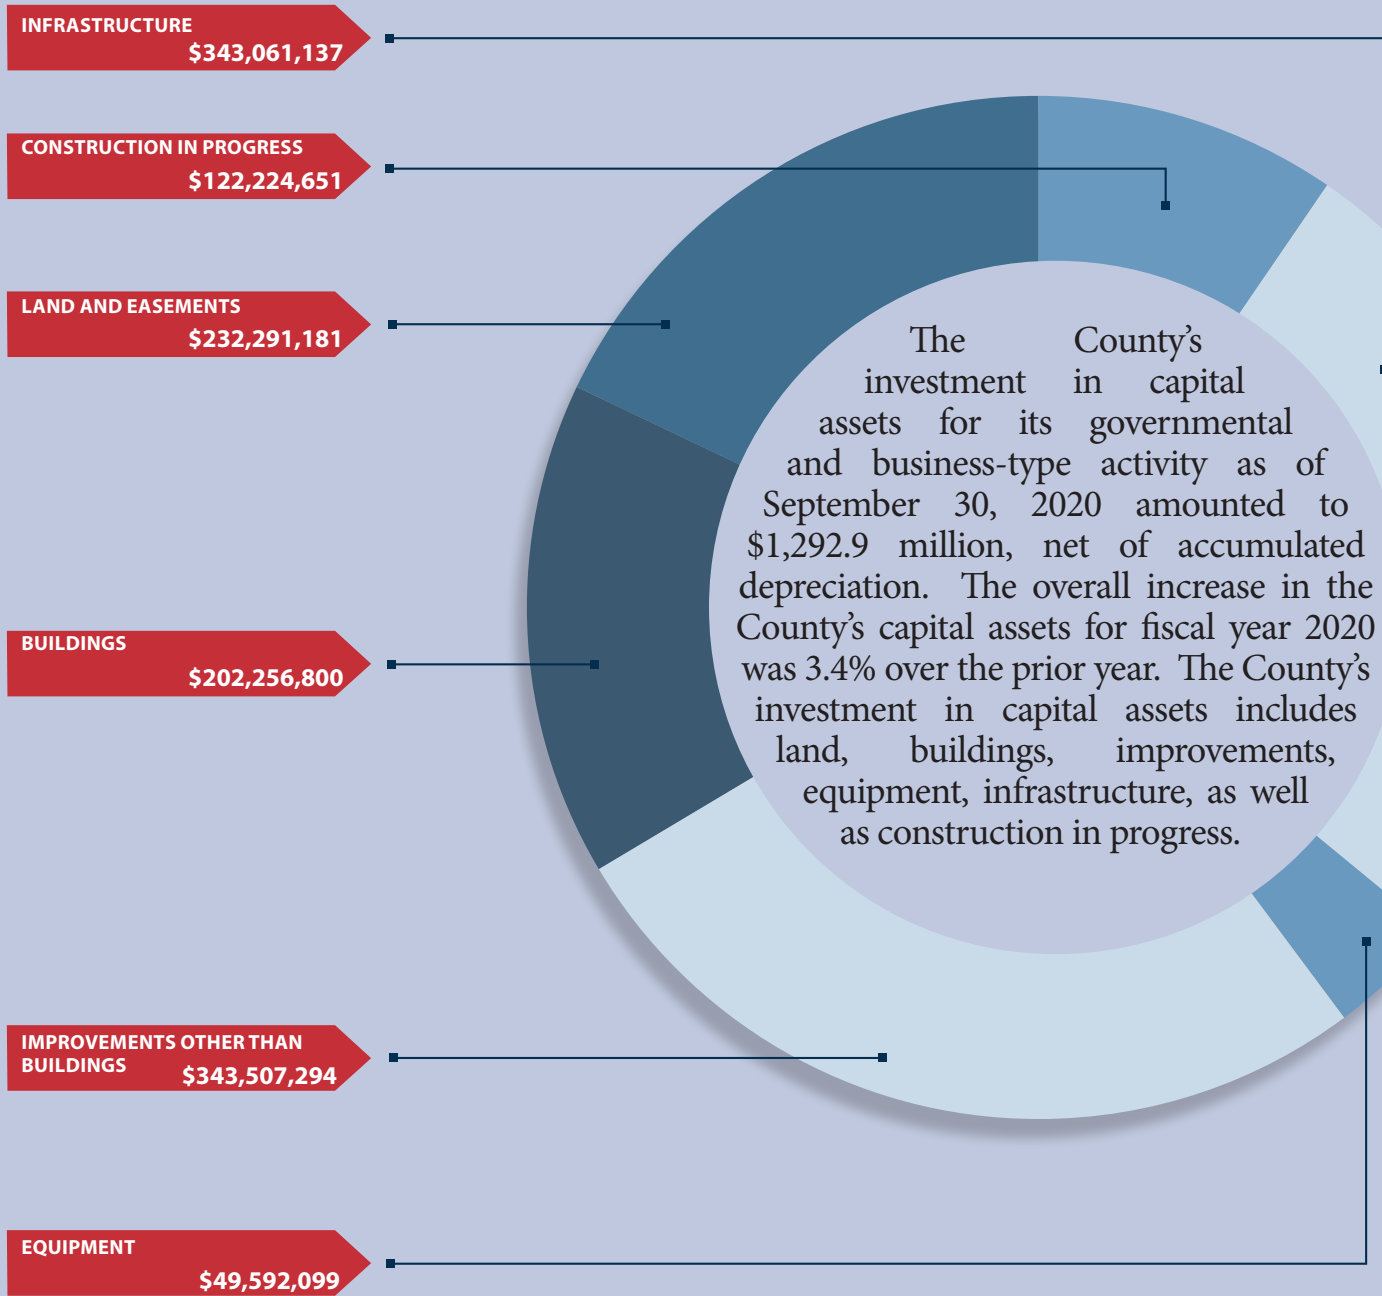 INFRASTRUCTURE
$343,061,137
CONSTRUCTION IN PROGRESS
$122,224,651
LAND AND EASEMENTS
$232,291,181
BUILDINGS
$202,256,800
IMPROVEMENTS OTHER THAN
BUILDINGS $343,507,294
EQUIPMENT
$49,592,099
The County’s
investment in capital
assets for its governmental
and business-type activity as of
September 30, 2020 amounted to
$1,292.9 million, net of accumulated
depreciation. The overall increase in the
County’s capital assets for fiscal year 2020
was 3.4% over the prior year. The County’s
investment in capital assets includes
land, buildings, improvements,
equipment, infrastructure, as well
as construction in progress.